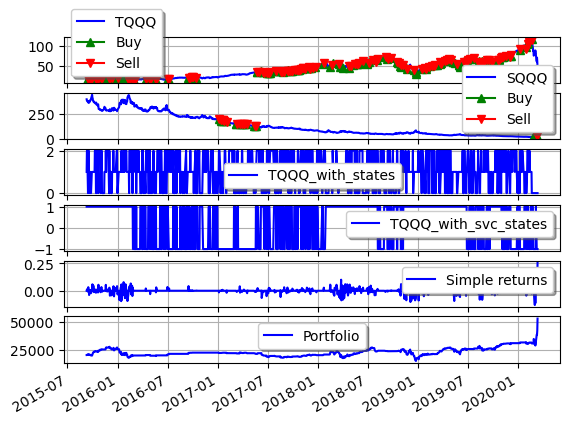 TQQQ
Buy
Sell
100
50
SQQQ
Buy
Sell
250
0
2
TQQQ_with_states
0
1
TQQQ_with_svc_states
0
−1
0.25
Simple returns
0.00
50000
Portfolio
25000
2015-07
2016-01
2016-07
2017-01
2017-07
2018-01
2018-07
2019-01
2019-07
2020-01